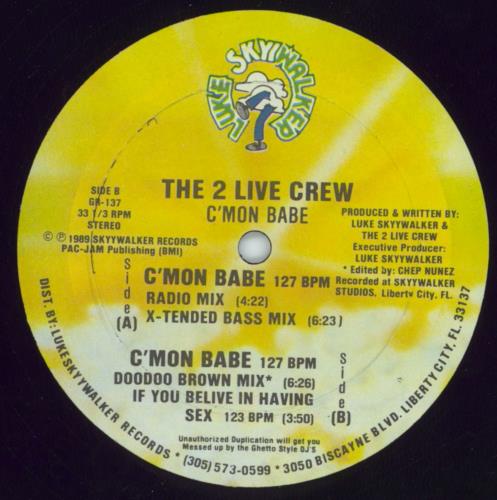 LUKE SKYYWALKER
THE 2 LIVE CREW
C'MON BABE
SIDE B
GR-137
33 1/3 RPM
STEREO
© ℗ 1989 SKYYWALKER RECORDS
PAC-JAM Publishing (BMI)
PRODUCED & WRITTEN BY:
LUKE SKYYWALKER &
THE 2 LIVE CREW
Executive Producer:
LUKE SKYYWALKER
* Edited by: CHEP NUNEZ
Recorded at SKYYWALKER
STUDIOS, Liberty City, FL.
Side (A)
C'MON BABE 127 BPM
RADIO MIX (4:22)
X-TENDED BASS MIX (6:23)
C'MON BABE 127 BPM
DOODOO BROWN MIX* (6:26)
IF YOU BELIVE IN HAVING
SEX 123 BPM (3:50)
Side (B)
Unauthorized Duplication will get you
Messed up by the Ghetto Style DJ'S
DIST. BY: LUKESKYYWALKER RECORDS * (305) 573-0599 * 3050 BISCAYNE BLVD. LIBERTY CITY, FL. 33137